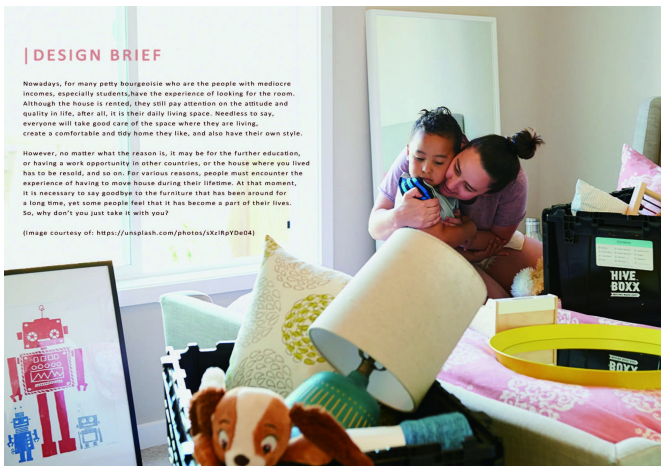 |DESIGN BRIEF
Nowadays, for many petty bourgeoisie who are the people with mediocre
incomes, especially students,have the experience of looking for the room.
Although the house is rented, they still pay attention on the attitude and
quality in life, after all, it is their daily living space. Needless to say,
everyone will take good care of the space where they are living,
create a comfortable and tidy home they like, and also have their own style.
However, no matter what the reason is, it may be for the further education,
or having a work opportunity in other countries, or the house where you lived
has to be resold, and so on. For various reasons, people must encounter the
experience of having to move house during their lifetime. At that moment,
it is necessary to say goodbye to the furniture that has been around for
a long time, yet some people feel that it has become a part of their lives.
So, why don't you just take it with you?
(Image courtesy of: https://unsplash.com/photos/sXzlRpYDe04)
HIVE
BOXX
BOXX